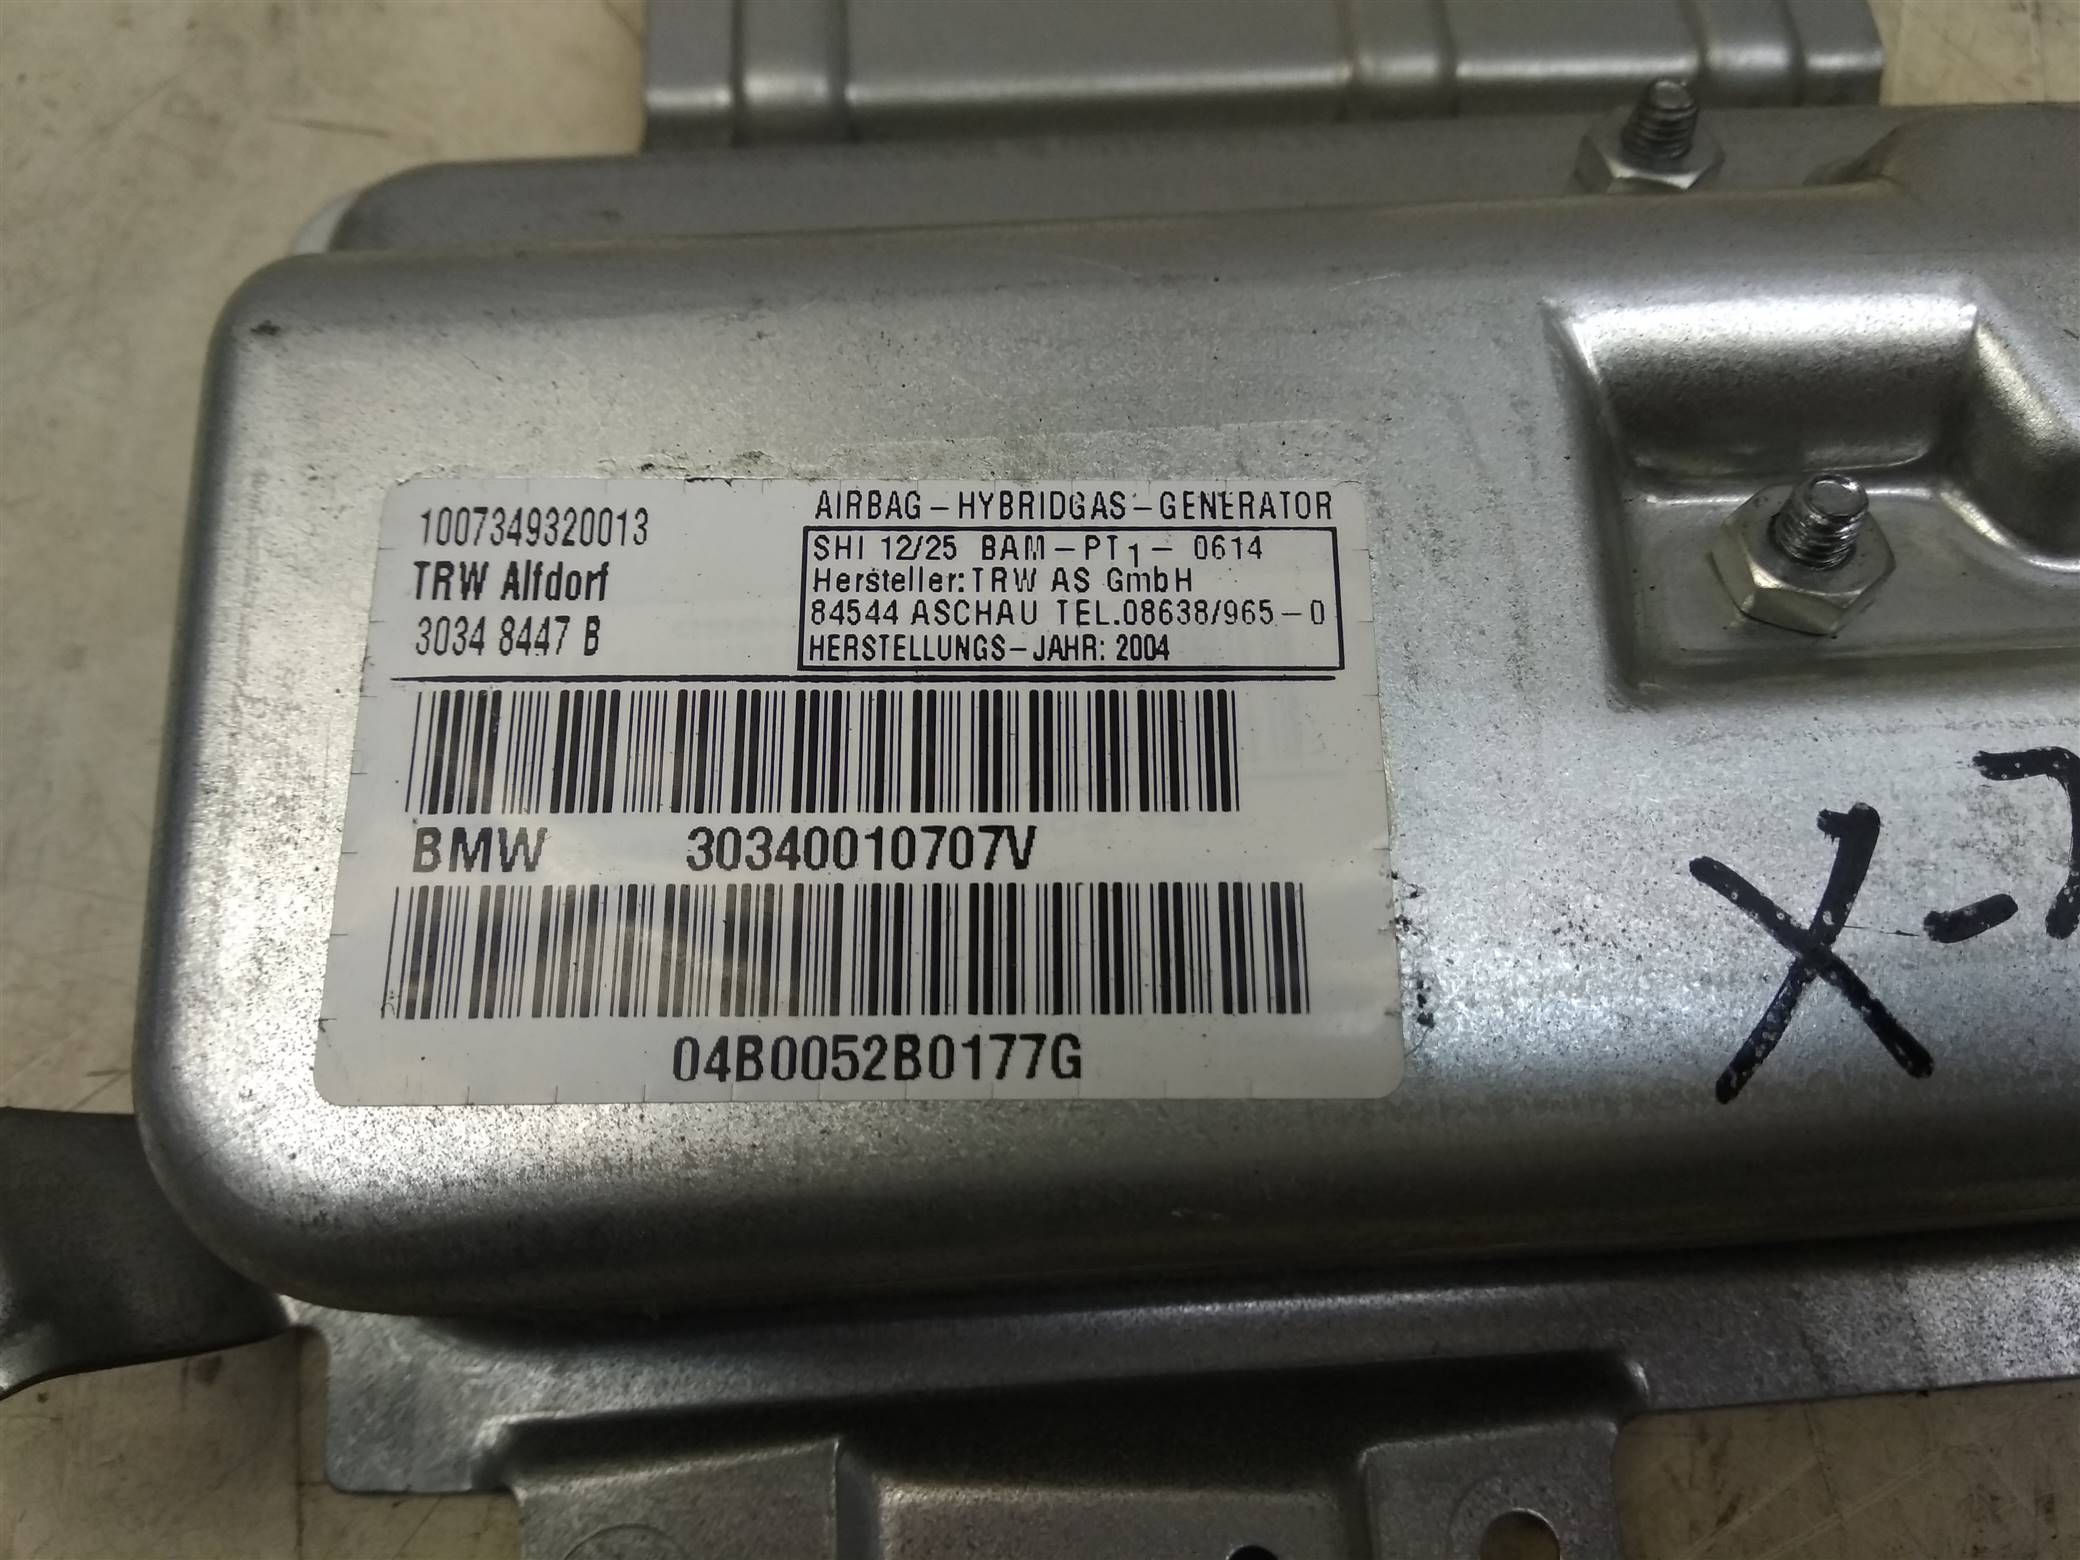 1007349320013
TRW Alfdorf
3034 8447 B
AIRBAG-HYBRIDGAS-GENERATOR
SHI 12/25 BAM-PT1-0614
Hersteller: TRW AS GmbH
84544 ASCHAU TEL.08638/965-0
HERSTELLUNGS-JAHR: 2004
BMW 30340010707V
04B0052B0177G